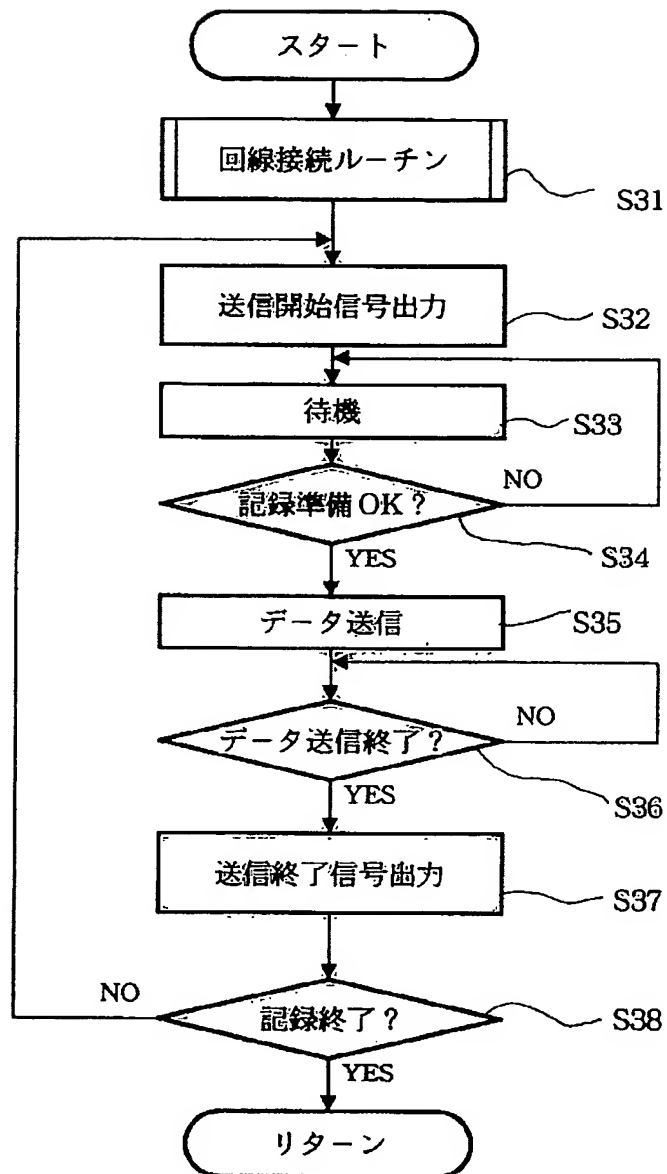 スタート
回線接続ルーチン
S31
送信開始信号出力
S32
待機
S33
記録準備OK?
NO
S34
YES
データ送信
S35
データ送信終了?
NO
S36
YES
送信終了信号出力
S37
NO
記録終了?
S38
YES
リターン